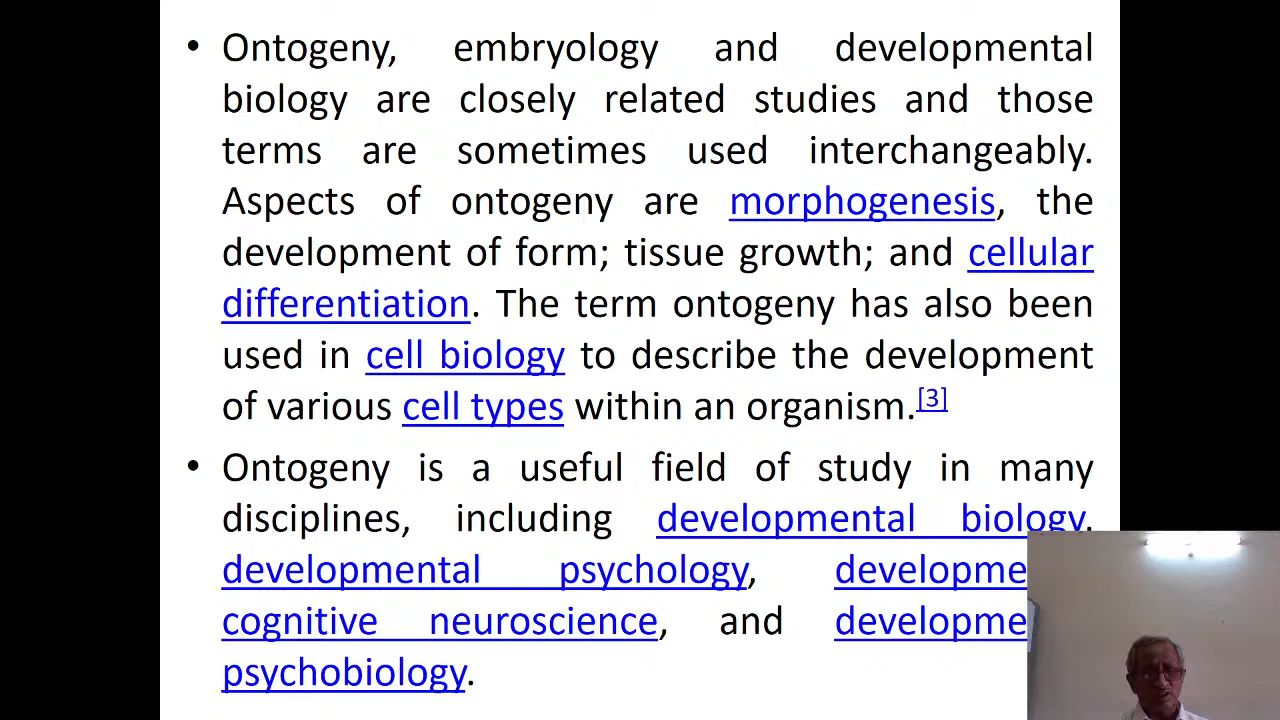 • Ontogeny, embryology and developmental
biology are closely related studies and those
terms are sometimes used interchangeably.
Aspects of ontogeny are morphogenesis, the
development of form; tissue growth; and cellular
differentiation. The term ontogeny has also been
used in cell biology to describe the development
of various cell types within an organism.[3]
• Ontogeny is a useful field of study in many
disciplines, including developmental biology,
developmental psychology, developme
cognitive neuroscience, and developme
psychobiology.